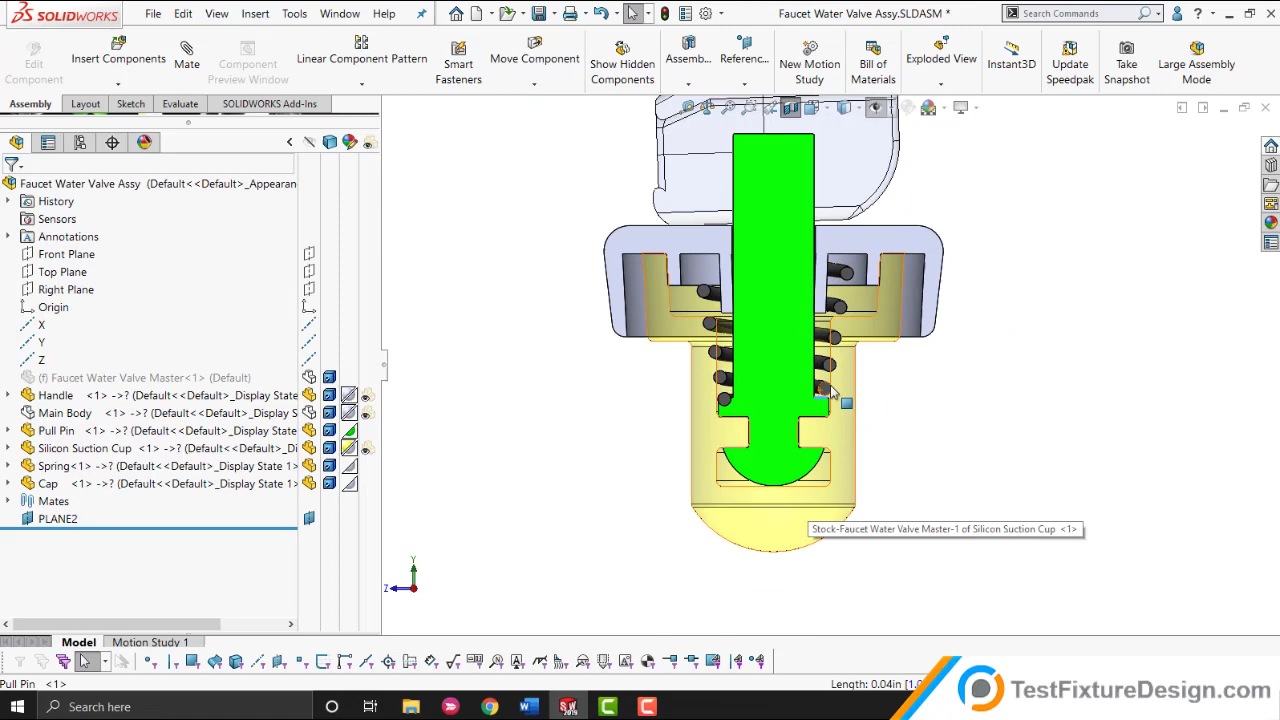 SOLIDWORKS File Edit View Insert Tools Window Help Faucet Water Valve Assy.SLDASM * Search Commands
Edit Component
Insert Components
Mate
Component Preview Window
Linear Component Pattern
Smart Fasteners
Move Component
Show Hidden Components
Assemb...
Referenc...
New Motion Study
Bill of Materials
Exploded View
Instant3D
Update Speedpak
Take Snapshot
Large Assembly Mode
Assembly Layout Sketch Evaluate SOLIDWORKS Add-Ins
Faucet Water Valve Assy (Default<<Default>_Appearan
History
Sensors
Annotations
Front Plane
Top Plane
Right Plane
Origin
X
Y
Z
(f) Faucet Water Valve Master<1> (Default)
Handle <1> ->? (Default<<Default>_Display State
Main Body <1> ->? (Default<<Default>_Display S
Pull Pin <1> ->? (Default<<Default>_Display State
Silicon Suction Cup <1> ->? (Default<<Default>_Di
Spring<1> ->? (Default<<Default>_Display State 1>
Cap <1> ->? (Default<<Default>_Display State 1>
Mates
PLANE2
Stock-Faucet Water Valve Master-1 of Silicon Suction Cup <1>
Y
Z
Model Motion Study 1
Pull Pin <1> Length: 0.04in [1.0
Search here
SW 2019
TestFixtureDesign.com